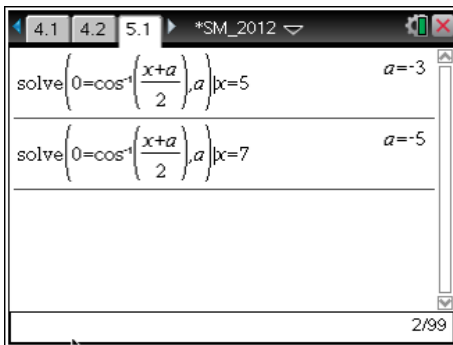 4.1 4.2 5.1 *SM_2012
solve(0=cos⁻¹((x+a)/2),a)|x=5 a=-3
solve(0=cos⁻¹((x+a)/2),a)|x=7 a=-5
2/99